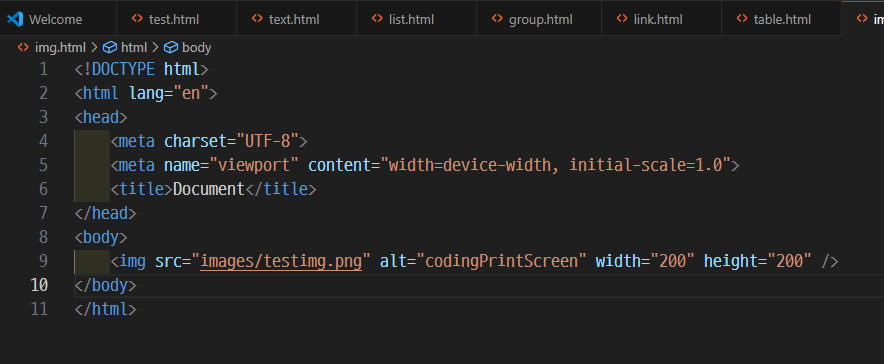 Welcome test.html text.html list.html group.html link.html table.html
img.html > html > body
1 <!DOCTYPE html>
2 <html lang="en">
3 <head>
4 <meta charset="UTF-8">
5 <meta name="viewport" content="width=device-width, initial-scale=1.0">
6 <title>Document</title>
7 </head>
8 <body>
9 <img src="images/testimg.png" alt="codingPrintScreen" width="200" height="200" />
10 </body>
11 </html>